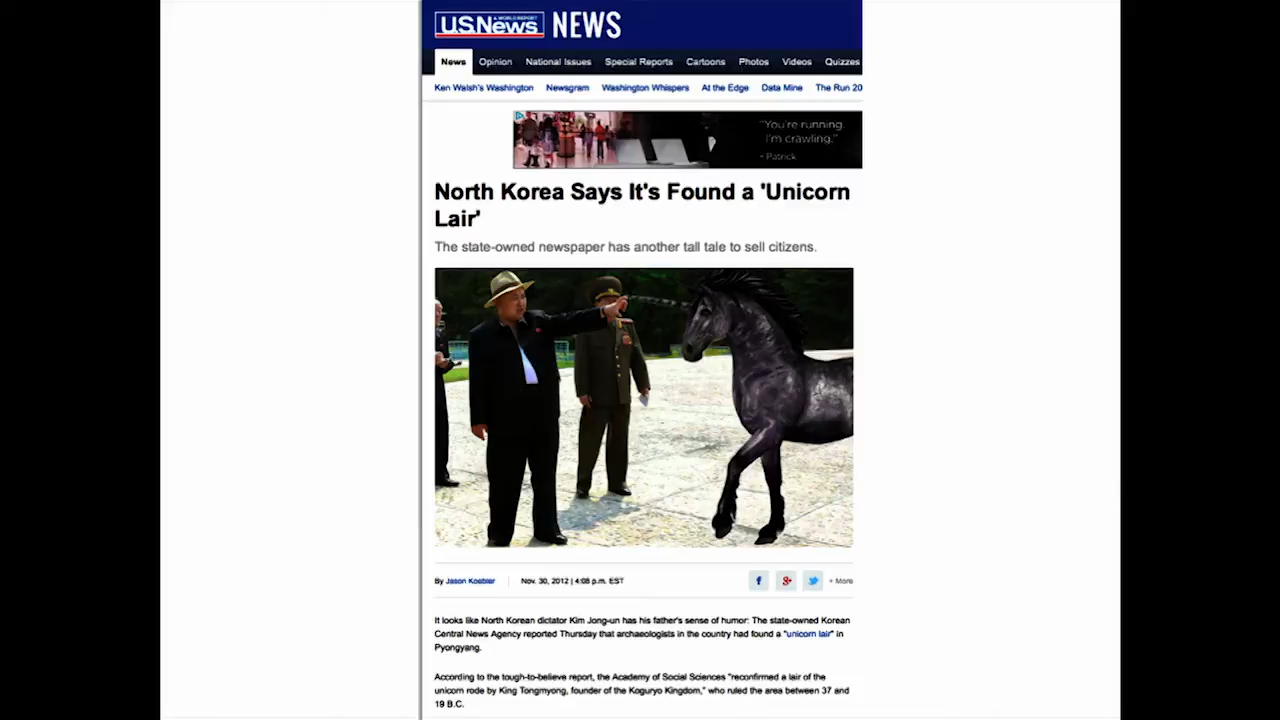 U.S.News & WORLD REPORT NEWS
News Opinion National Issues Special Reports Cartoons Photos Videos Quizzes
Ken Walsh's Washington Newsgram Washington Whispers At the Edge Data Mine The Run 20
"You're running.
I'm crawling."
- Patrick
North Korea Says It's Found a 'Unicorn
Lair'
The state-owned newspaper has another tall tale to sell citizens.
By Jason Koebler Nov. 30, 2012 | 4:08 p.m. EST + More
It looks like North Korean dictator Kim Jong-un has his father's sense of humor: The state-owned Korean
Central News Agency reported Thursday that archaeologists in the country had found a "unicorn lair" in
Pyongyang.
According to the tough-to-believe report, the Academy of Social Sciences "reconfirmed a lair of the
unicorn rode by King Tongmyong, founder of the Koguryo Kingdom," who ruled the area between 37 and
19 B.C.